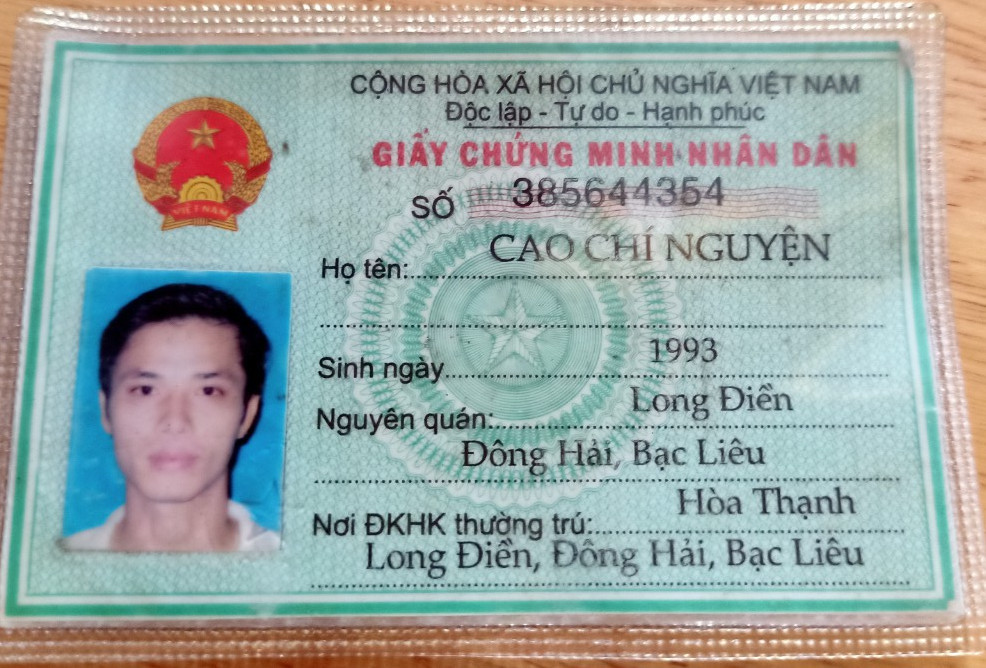 CỘNG HÒA XÃ HỘI CHỦ NGHĨA VIỆT NAM
Độc lập - Tự do - Hạnh phúc
GIẤY CHỨNG MINH NHÂN DÂN
SỐ 385644354
VIỆT NAM
Họ tên: CAO CHÍ NGUYỆN
Sinh ngày 1993
Nguyên quán: Long Điền
Đông Hải, Bạc Liêu
Nơi ĐKHK thường trú: Hòa Thạnh
Long Điền, Đông Hải, Bạc Liêu